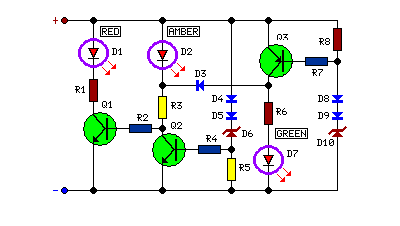 + RED AMBER Q3 R8
D1 D2
D3 R7
R1 D4 D8
Q1 R3 D5 R6 D9
R2 Q2 D6 GREEN D10
R4
R5 D7
−